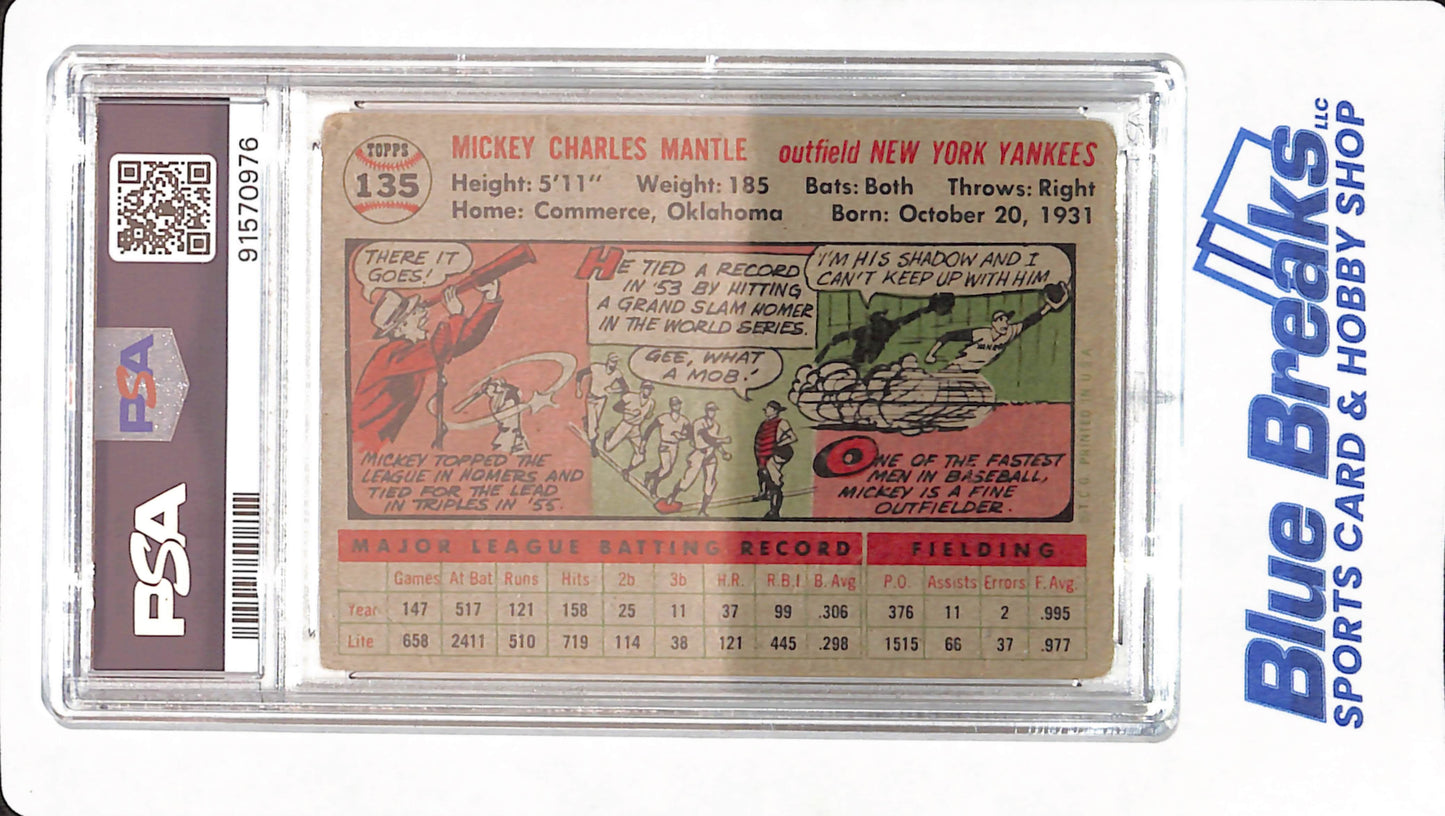 91570976
PSA
PSA
TOPPS
135
MICKEY CHARLES MANTLE outfield NEW YORK YANKEES
Height: 5'11" Weight: 185 Bats: Both Throws: Right
Home: Commerce, Oklahoma Born: October 20, 1931
THERE IT
GOES!
MICKEY TOPPED THE
LEAGUE IN HOMERS AND
TIED FOR THE LEAD
IN TRIPLES IN '55.
HE TIED A RECORD
IN '53 BY HITTING
A GRAND SLAM HOMER
IN THE WORLD SERIES.
GEE, WHAT
A MOB!
I'M HIS SHADOW AND I
CAN'T KEEP UP WITH HIM
ONE OF THE FASTEST
MEN IN BASEBALL,
MICKEY IS A FINE
OUTFIELDER.
T.C.G. PRINTED IN U.S.A.
MAJOR LEAGUE BATTING RECORD FIELDING
Games At Bat Runs Hits 2b 3b H.R. R.B.I. B. Avg P.O. Assists Errors F. Avg.
Year 147 517 121 158 25 11 37 99 .306 376 11 2 .995
Life 658 2411 510 719 114 38 121 445 .298 1515 66 37 .977
Blue Breaks LLC
SPORTS CARD & HOBBY SHOP